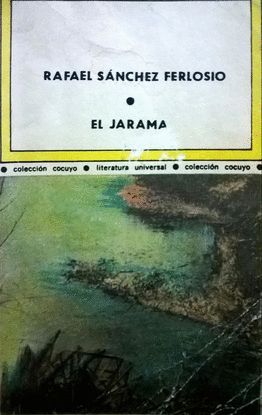 RAFAEL SÁNCHEZ FERLOSIO
EL JARAMA
• colección cocuyo • literatura universal • colección cocuyo •